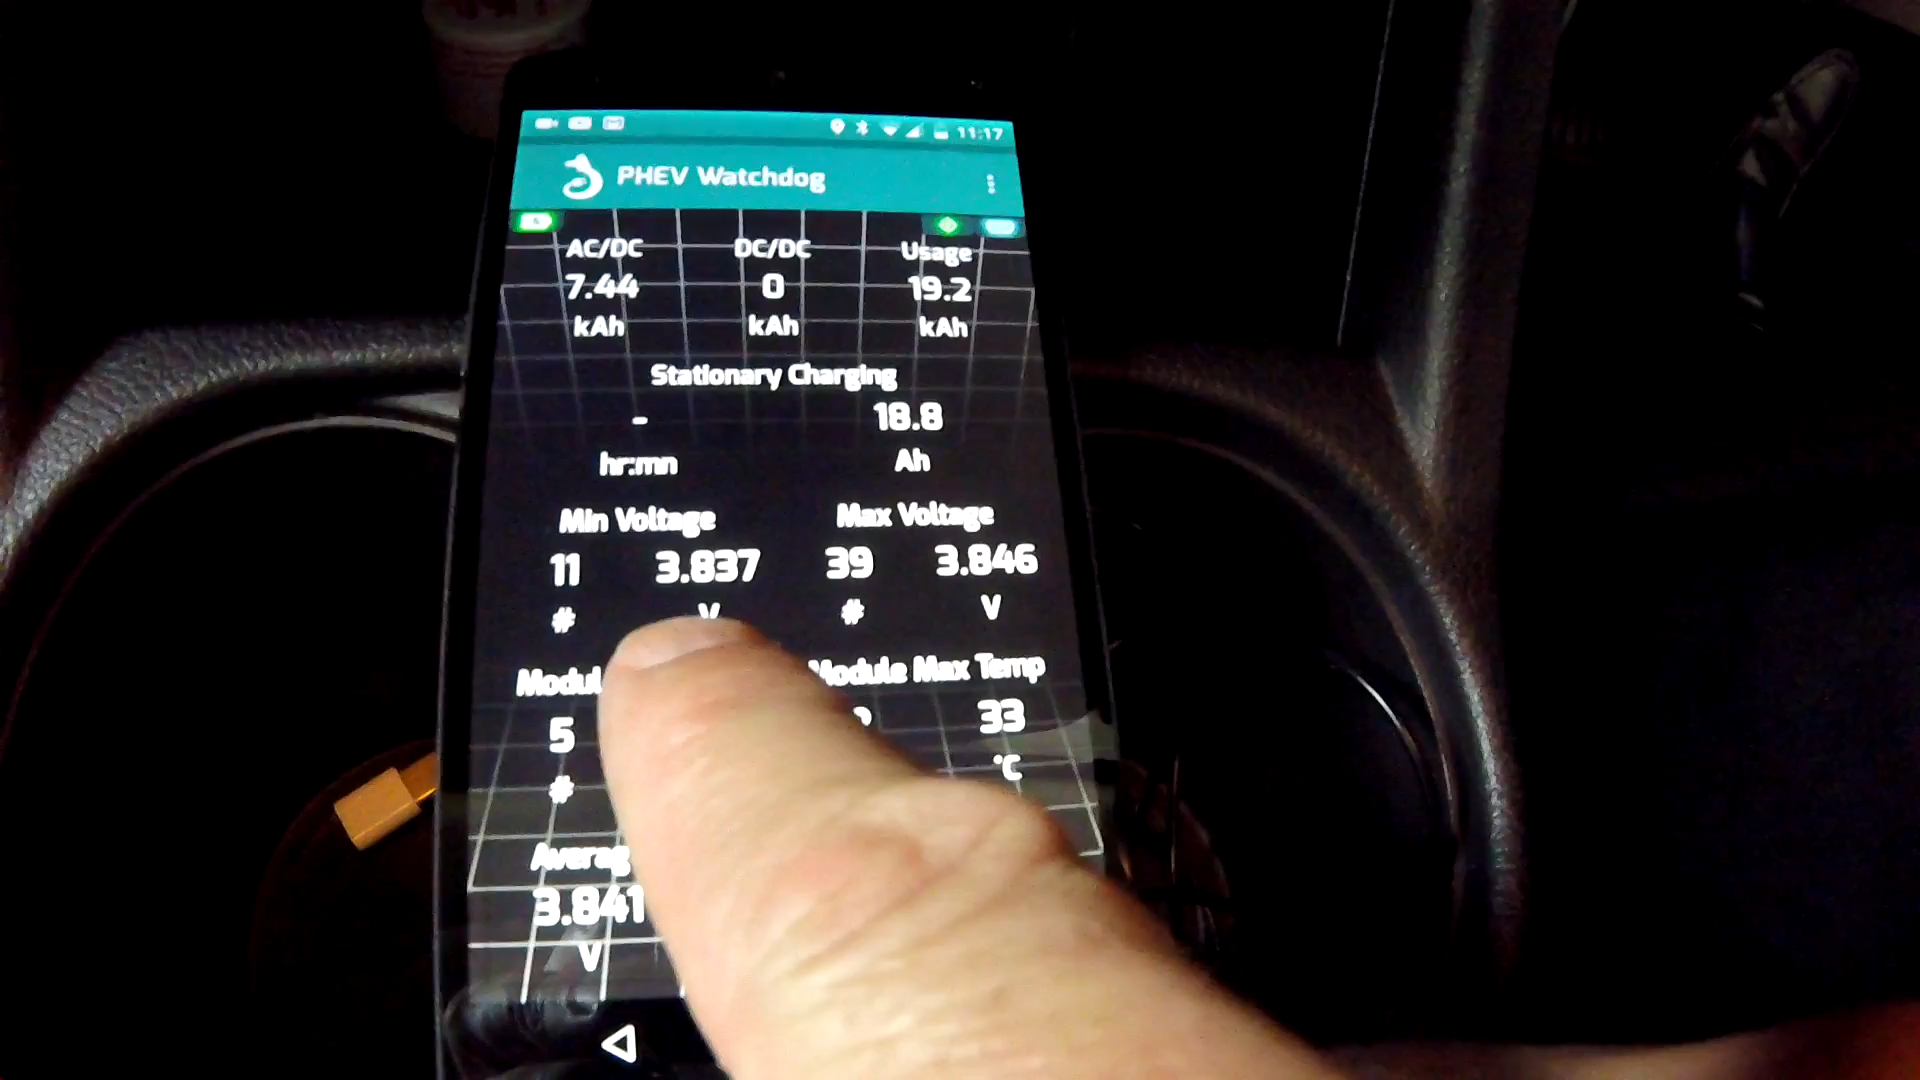 11:17
PHEV Watchdog
AC/DC DC/DC Usage
7.44 0 19.2
kAh kAh kAh
Stationary Charging
- 18.8
hr:mn Ah
Min Voltage Max Voltage
11 3.837 39 3.846
# V # V
Module Max Temp
5 33
# °C
3.841
V